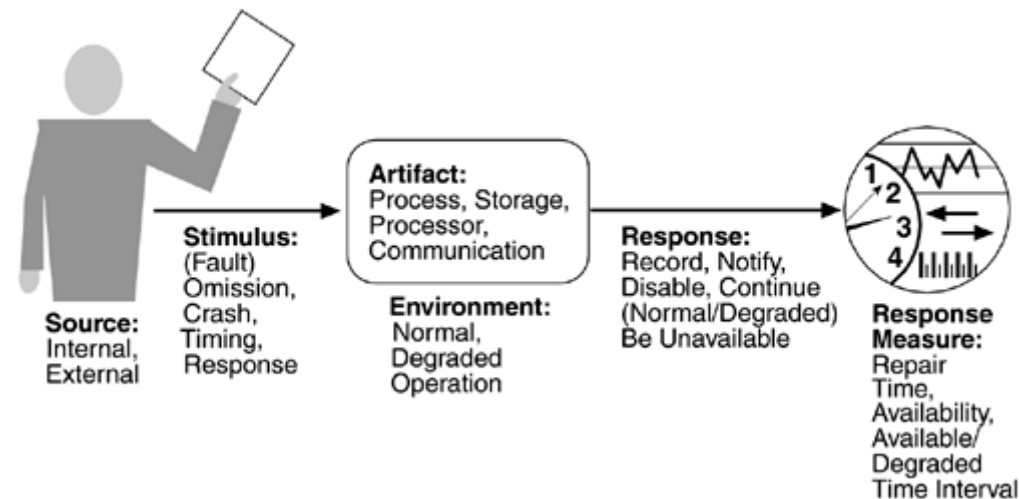 Source:
Internal,
External
Stimulus:
(Fault)
Omission,
Crash,
Timing,
Response
Artifact:
Process, Storage,
Processor,
Communication
Environment:
Normal,
Degraded
Operation
Response:
Record, Notify,
Disable, Continue
(Normal/Degraded)
Be Unavailable
1
2
3
4
Response
Measure:
Repair
Time,
Availability,
Available/
Degraded
Time Interval